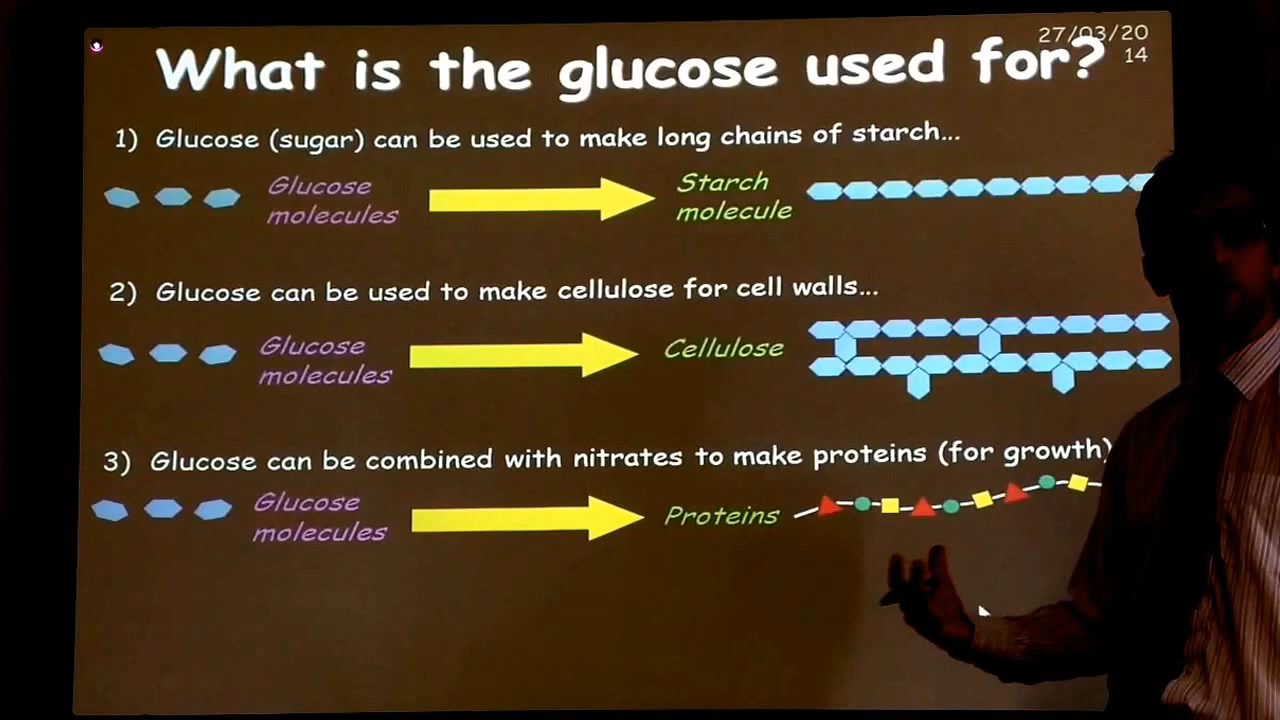 27/03/20
14
What is the glucose used for?
1) Glucose (sugar) can be used to make long chains of starch...
Glucose
molecules
Starch
molecule
2) Glucose can be used to make cellulose for cell walls...
Glucose
molecules
Cellulose
3) Glucose can be combined with nitrates to make proteins (for growth)
Glucose
molecules
Proteins